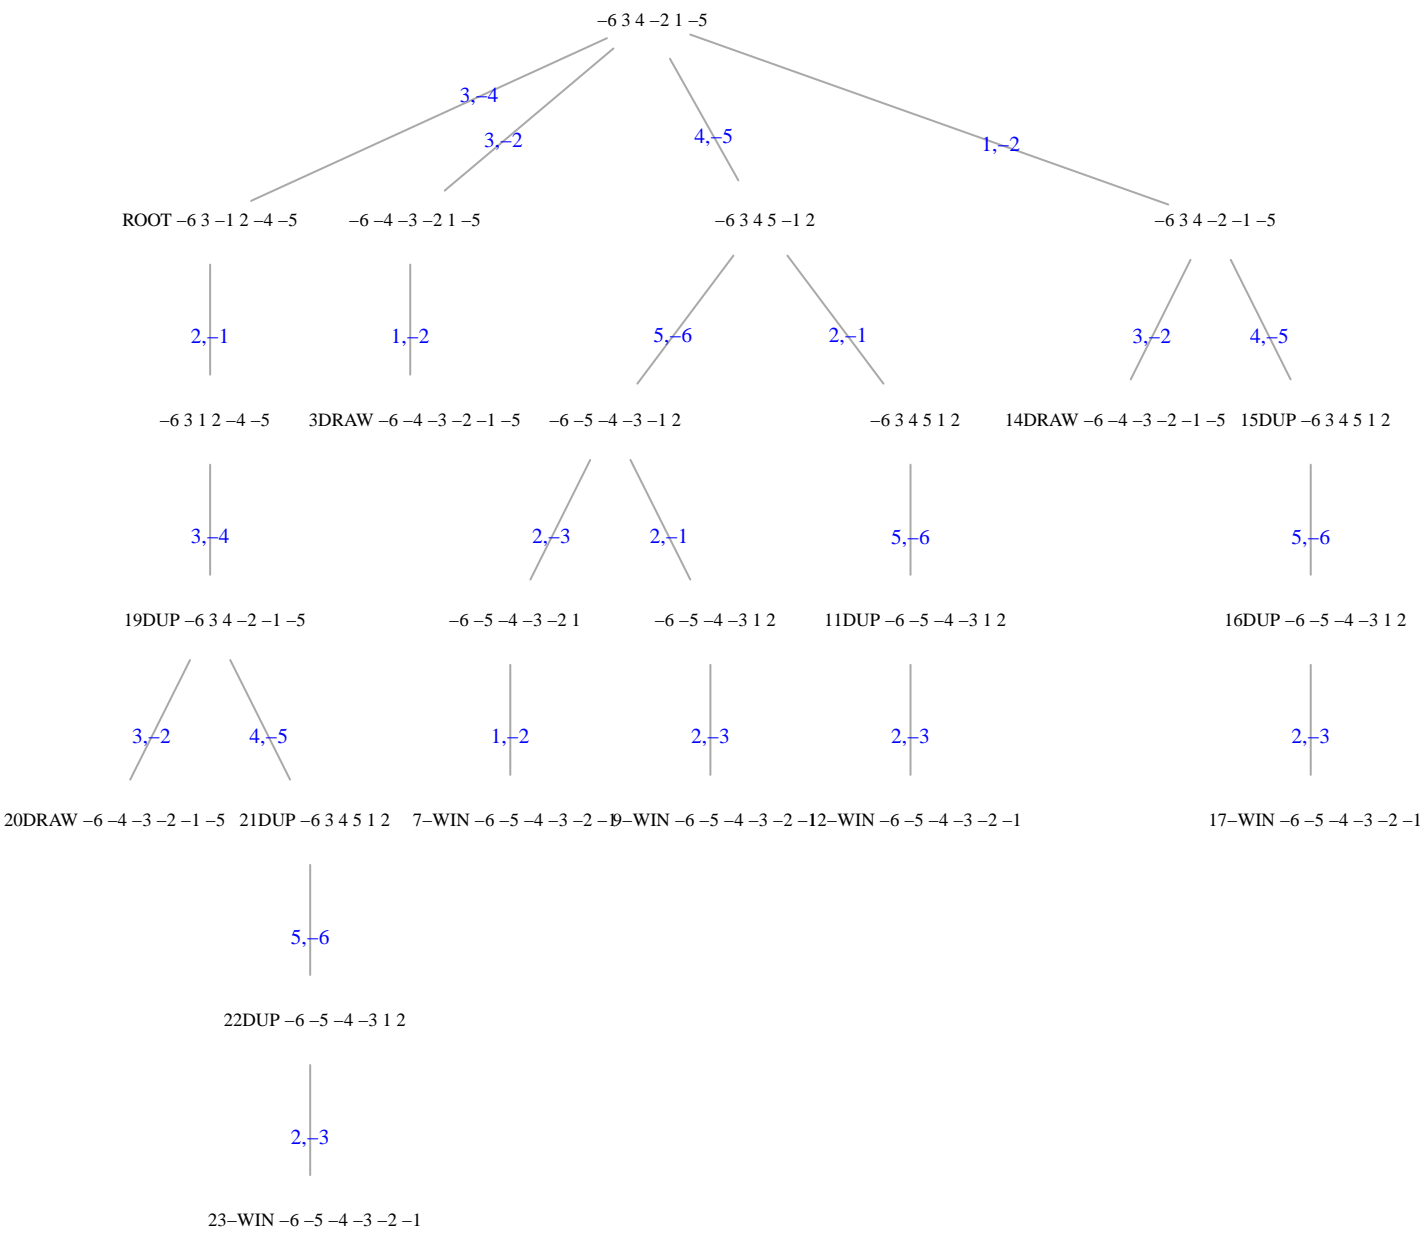 −6 3 4 −2 1 −5
3,−4
3,−2
4,−5
1,−2
ROOT −6 3 −1 2 −4 −5
−6 −4 −3 −2 1 −5
−6 3 4 5 −1 2
−6 3 4 −2 −1 −5
2,−1
1,−2
5,−6
2,−1
3,−2
4,−5
−6 3 1 2 −4 −5
3DRAW −6 −4 −3 −2 −1 −5
−6 −5 −4 −3 −1 2
−6 3 4 5 1 2
14DRAW −6 −4 −3 −2 −1 −5
15DUP −6 3 4 5 1 2
3,−4
2,−3
2,−1
5,−6
5,−6
19DUP −6 3 4 −2 −1 −5
−6 −5 −4 −3 −2 1
−6 −5 −4 −3 1 2
11DUP −6 −5 −4 −3 1 2
16DUP −6 −5 −4 −3 1 2
3,−2
4,−5
1,−2
2,−3
2,−3
2,−3
20DRAW −6 −4 −3 −2 −1 −5
21DUP −6 3 4 5 1 2
7−WIN −6 −5 −4 −3 −2 −1
9−WIN −6 −5 −4 −3 −2 −1
12−WIN −6 −5 −4 −3 −2 −1
17−WIN −6 −5 −4 −3 −2 −1
5,−6
22DUP −6 −5 −4 −3 1 2
2,−3
23−WIN −6 −5 −4 −3 −2 −1